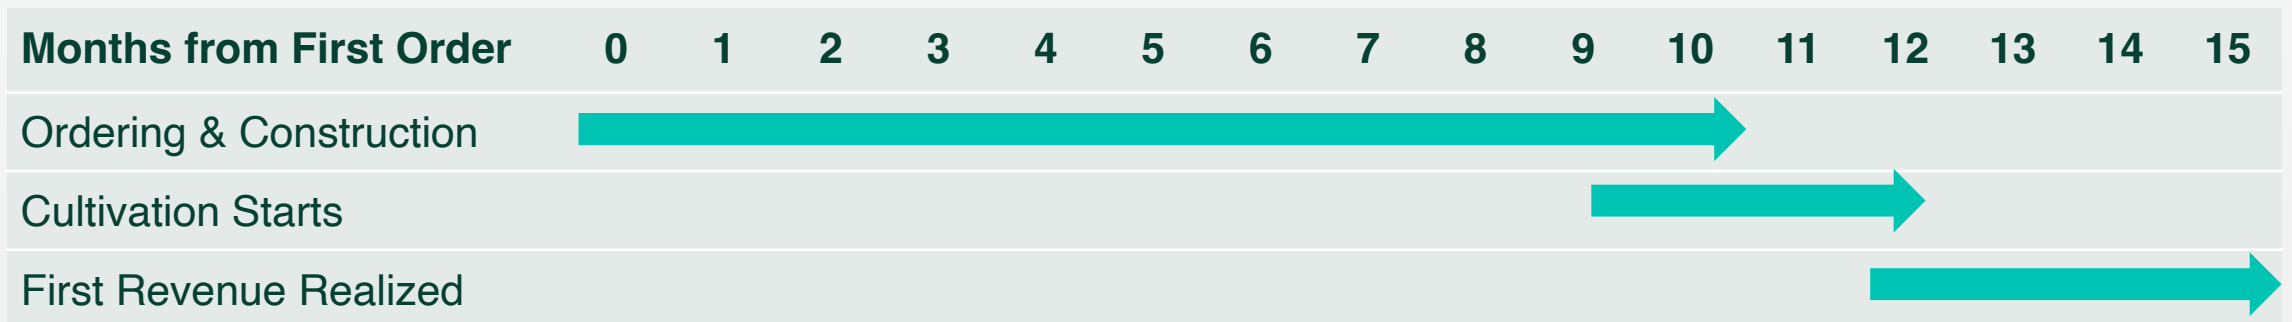 Months from First Order 0 1 2 3 4 5 6 7 8 9 10 11 12 13 14 15
Ordering & Construction
Cultivation Starts
First Revenue Realized